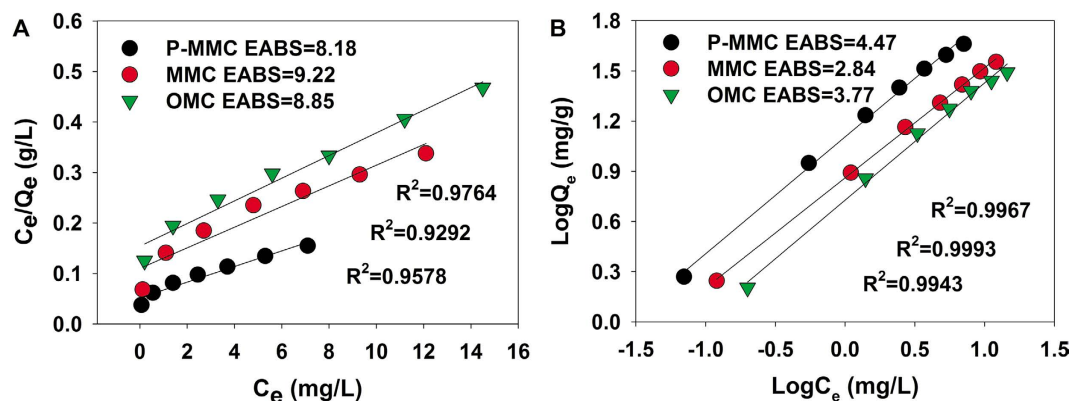 A
P-MMC EABS=8.18
MMC EABS=9.22
OMC EABS=8.85
0.6
0.5
0.4
0.3
0.2
0.1
0.0
Ce/Qe (g/L)
R²=0.9764
R²=0.9292
R²=0.9578
0 2 4 6 8 10 12 14 16
Ce (mg/L)
B
P-MMC EABS=4.47
MMC EABS=2.84
OMC EABS=3.77
1.8
1.5
1.2
0.9
0.6
0.3
0.0
LogQe (mg/g)
R²=0.9967
R²=0.9993
R²=0.9943
-1.5 -1.0 -0.5 0.0 0.5 1.0 1.5
LogCe (mg/L)